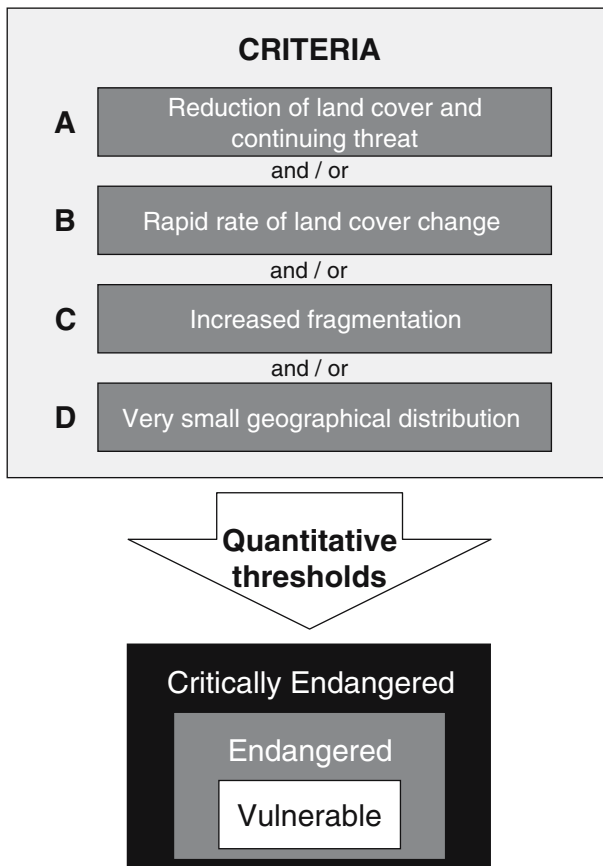 CRITERIA
A
Reduction of land cover and
continuing threat
and / or
B
Rapid rate of land cover change
and / or
C
Increased fragmentation
and / or
D
Very small geographical distribution
Quantitative
thresholds
Critically Endangered
Endangered
Vulnerable